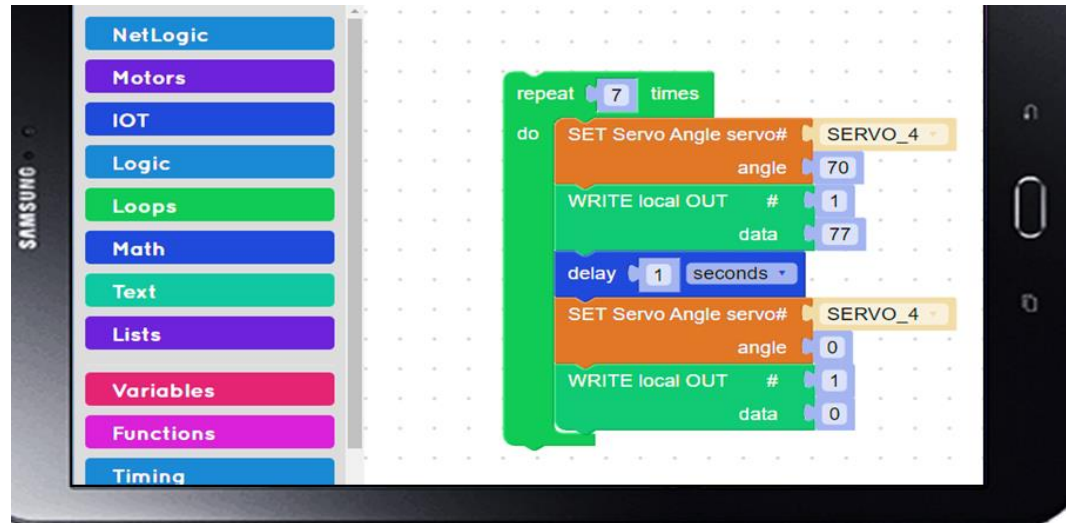 SAMSUNG
NetLogic
Motors
IOT
Logic
Loops
Math
Text
Lists
Variables
Functions
Timing
repeat 7 times
do SET Servo Angle servo# SERVO_4
angle 70
WRITE local OUT # 1
data 77
delay 1 seconds
SET Servo Angle servo# SERVO_4
angle 0
WRITE local OUT # 1
data 0